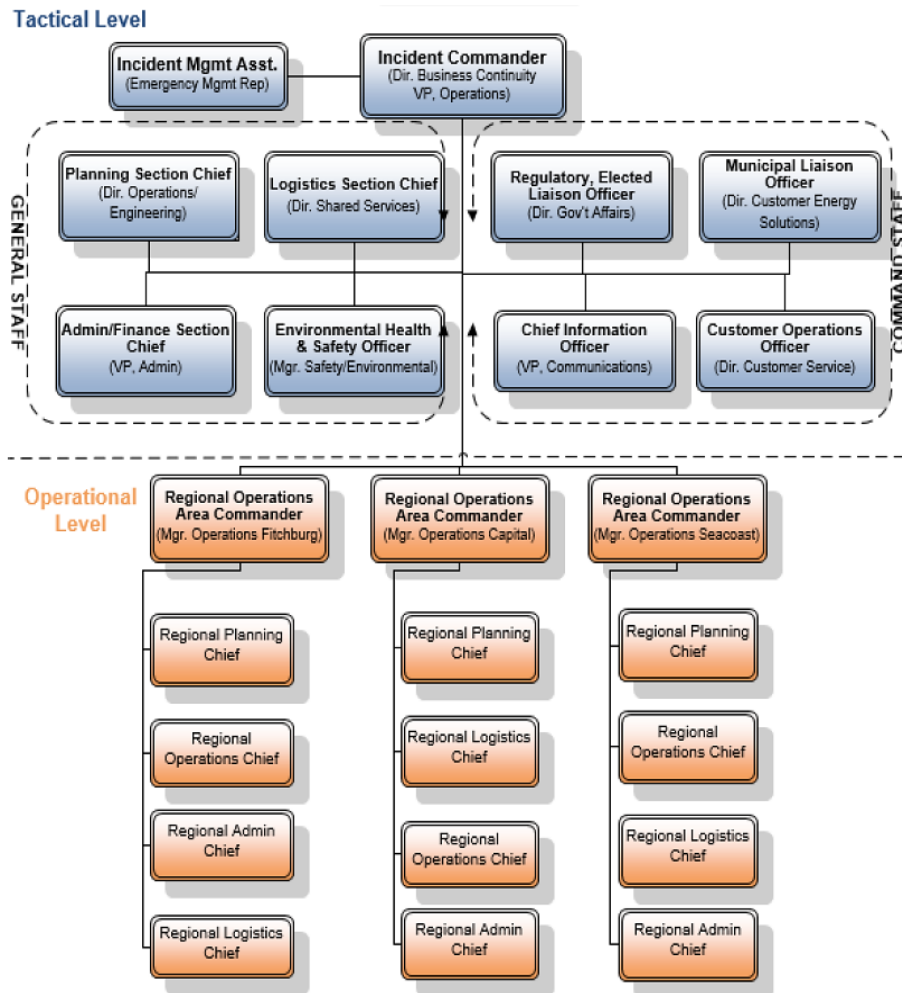 Tactical Level
Incident Mgmt Asst.
(Emergency Mgmt Rep)
Incident Commander
(Dir. Business Continuity
VP, Operations)
GENERAL STAFF
Planning Section Chief
(Dir. Operations/
Engineering)
Logistics Section Chief
(Dir. Shared Services)
Regulatory, Elected
Liaison Officer
(Dir. Gov't Affairs)
Municipal Liaison
Officer
(Dir. Customer Energy
Solutions)
COMMAND STAFF
Admin/Finance Section
Chief
(VP, Admin)
Environmental Health
& Safety Officer
(Mgr. Safety/Environmental)
Chief Information
Officer
(VP, Communications)
Customer Operations
Officer
(Dir. Customer Service)
Operational
Level
Regional Operations
Area Commander
(Mgr. Operations Fitchburg)
Regional Operations
Area Commander
(Mgr. Operations Capital)
Regional Operations
Area Commander
(Mgr. Operations Seacoast)
Regional Planning
Chief
Regional Operations Chief
Regional Admin
Chief
Regional Logistics
Chief
Regional Planning
Chief
Regional Logistics
Chief
Regional
Operations Chief
Regional Admin
Chief
Regional Planning
Chief
Regional
Operations Chief
Regional Logistics
Chief
Regional Admin
Chief